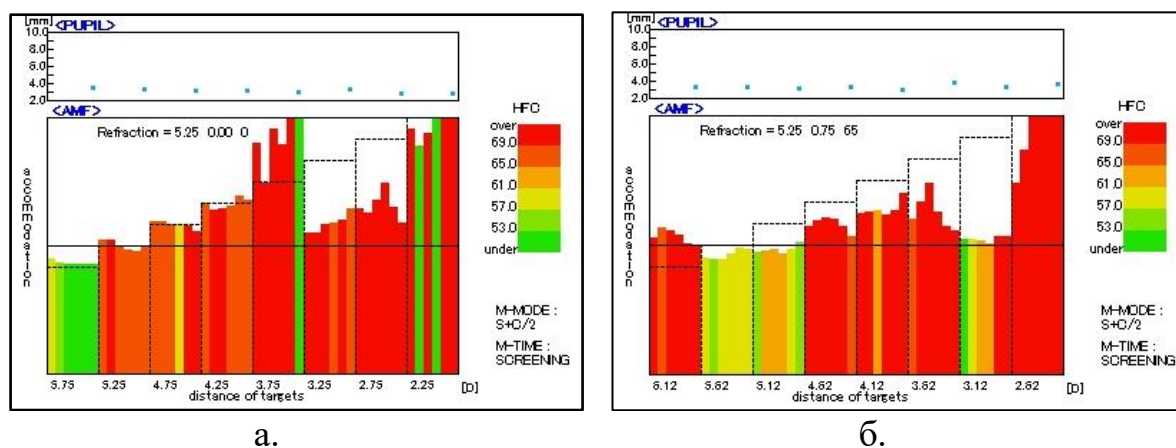 [mm] <PUPIL>
10.0
8.0
6.0
4.0
2.0
<AMF>
Refraction = 5.25 0.00 0
accommodation
HFC
over
69.0
65.0
61.0
57.0
53.0
under
M-MODE :
S+C/2
M-TIME :
SCREENING
5.75 5.25 4.75 4.25 3.75 3.25 2.75 2.25 [D]
distance of targets
а.
[mm] <PUPIL>
10.0
8.0
6.0
4.0
2.0
<AMF>
Refraction = 5.25 0.75 65
accommodation
HFC
over
69.0
65.0
61.0
57.0
53.0
under
M-MODE :
S+C/2
M-TIME :
SCREENING
6.12 5.62 5.12 4.62 4.12 3.62 3.12 2.62 [D]
distance of targets
б.